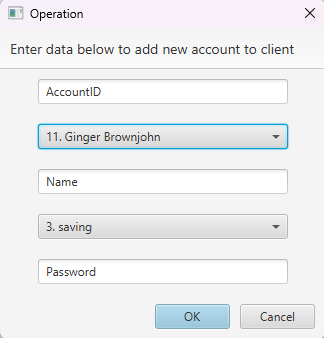 Operation
Enter data below to add new account to client
AccountID
11. Ginger Brownjohn
Name
3. saving
Password
OK
Cancel